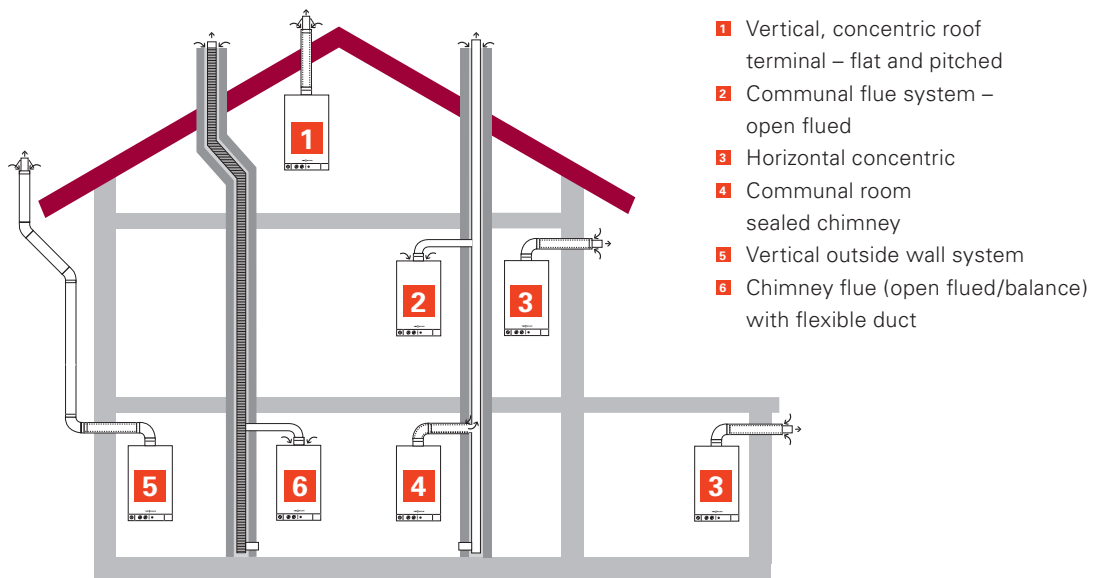 1
2
3
5
6
4
3
1 Vertical, concentric roof
terminal – flat and pitched
2 Communal flue system –
open flued
3 Horizontal concentric
4 Communal room
sealed chimney
5 Vertical outside wall system
6 Chimney flue (open flued/balance)
with flexible duct